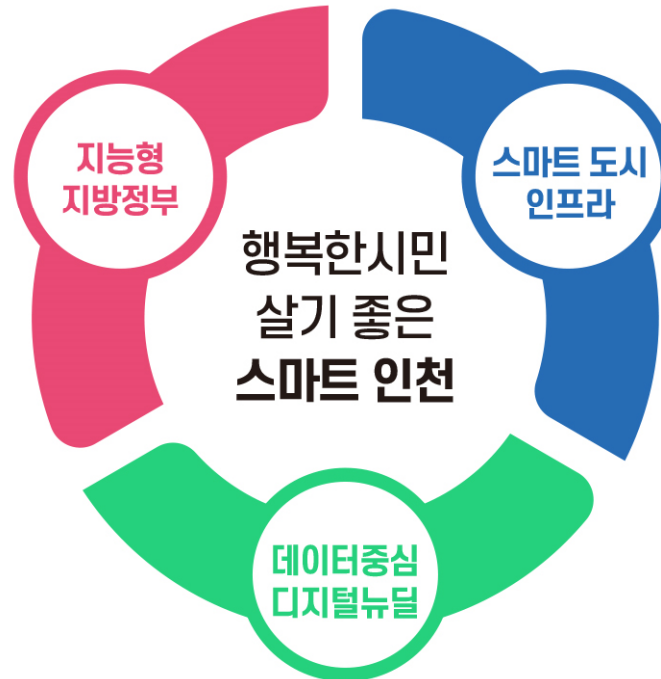 지능형
지방정부
스마트 도시
인프라
행복한시민
살기 좋은
스마트 인천
데이터중심
디지털뉴딜